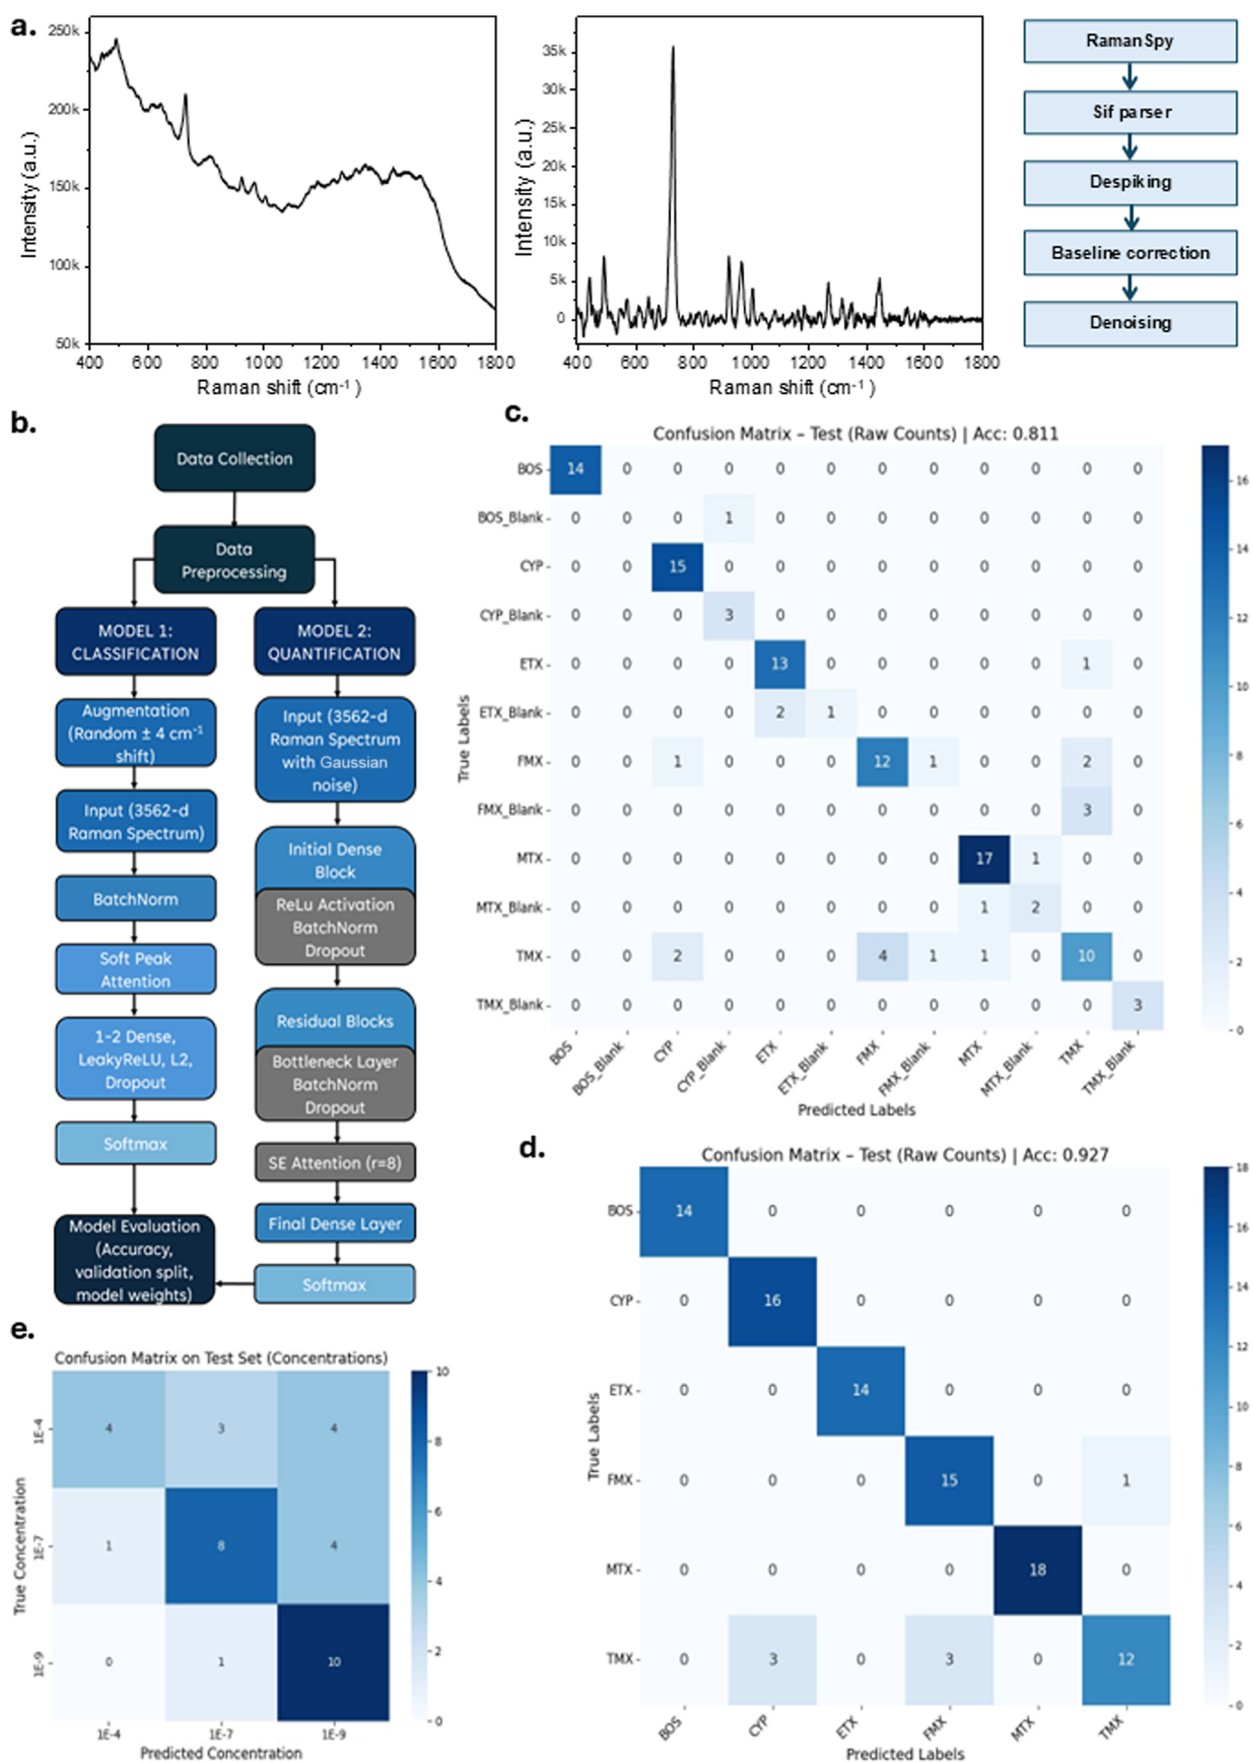 a.
250k
200k
150k
100k
50k
400 600 800 1000 1200 1400 1600 1800
Intensity (a.u.)
Raman shift (cm⁻¹ )
35k
30k
25k
20k
15k
10k
5k
0
400 600 800 1000 1200 1400 1600 1800
Intensity (a.u.)
Raman shift (cm⁻¹ )
RamanSpy
Sif parser
Despiking
Baseline correction
Denoising
b.
Data Collection
Data
Preprocessing
MODEL 1:
CLASSIFICATION
Augmentation
(Random ± 4 cm⁻¹
shift)
Input (3562-d
Raman Spectrum)
BatchNorm
Soft Peak
Attention
1-2 Dense,
LeakyReLU, L2,
Dropout
Softmax
Model Evaluation
(Accuracy,
validation split,
model weights)
MODEL 2:
QUANTIFICATION
Input (3562-d
Raman Spectrum
with Gaussian
noise)
Initial Dense
Block
ReLu Activation
BatchNorm
Dropout
Residual Blocks
Bottleneck Layer
BatchNorm
Dropout
SE Attention (r=8)
Final Dense Layer
Softmax
c.
Confusion Matrix – Test (Raw Counts) | Acc: 0.811
True Labels
BOS 14 0 0 0 0 0 0 0 0 0 0 0
BOS_Blank 0 0 0 1 0 0 0 0 0 0 0 0
CYP 0 0 15 0 0 0 0 0 0 0 0 0
CYP_Blank 0 0 0 3 0 0 0 0 0 0 0 0
ETX 0 0 0 0 13 0 0 0 0 0 1 0
ETX_Blank 0 0 0 0 2 1 0 0 0 0 0 0
FMX 0 0 1 0 0 0 12 1 0 0 2 0
FMX_Blank 0 0 0 0 0 0 0 0 0 0 3 0
MTX 0 0 0 0 0 0 0 0 17 1 0 0
MTX_Blank 0 0 0 0 0 0 0 0 1 2 0 0
TMX 0 0 2 0 0 0 4 1 1 0 10 0
TMX_Blank 0 0 0 0 0 0 0 0 0 0 0 3
BOS BOS_Blank CYP CYP_Blank ETX ETX_Blank FMX FMX_Blank MTX MTX_Blank TMX TMX_Blank
Predicted Labels
16
14
12
10
8
6
4
2
0
d.
Confusion Matrix – Test (Raw Counts) | Acc: 0.927
True Labels
BOS 14 0 0 0 0 0
CYP 0 16 0 0 0 0
ETX 0 0 14 0 0 0
FMX 0 0 0 15 0 1
MTX 0 0 0 0 18 0
TMX 0 3 0 3 0 12
BOS CYP ETX FMX MTX TMX
Predicted Labels
18
16
14
12
10
8
6
4
2
0
e.
Confusion Matrix on Test Set (Concentrations)
True Concentration
1E-4 4 3 4
1E-7 1 8 4
1E-9 0 1 10
1E-4 1E-7 1E-9
Predicted Concentration
10
8
6
4
2
0